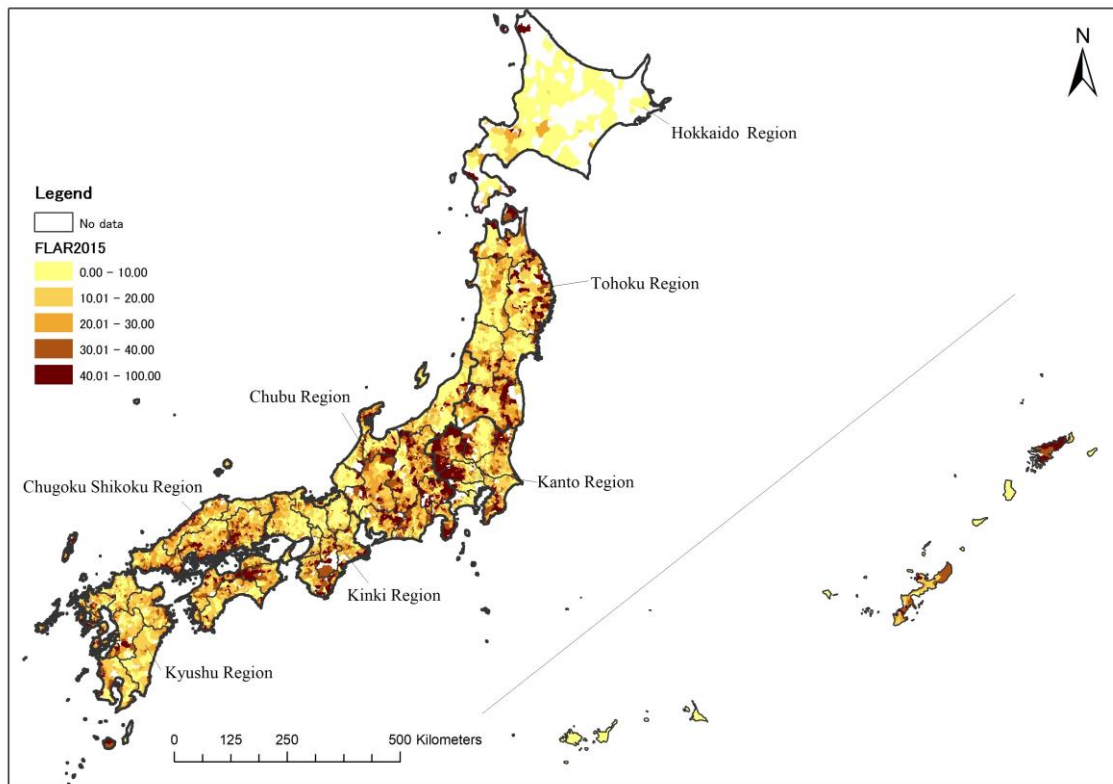 N
Hokkaido Region
Legend
No data
FLAR2015
0.00 - 10.00
10.01 - 20.00
20.01 - 30.00
30.01 - 40.00
40.01 - 100.00
Tohoku Region
Chubu Region
Kanto Region
Chugoku Shikoku Region
Kinki Region
Kyushu Region
0 125 250 500 Kilometers